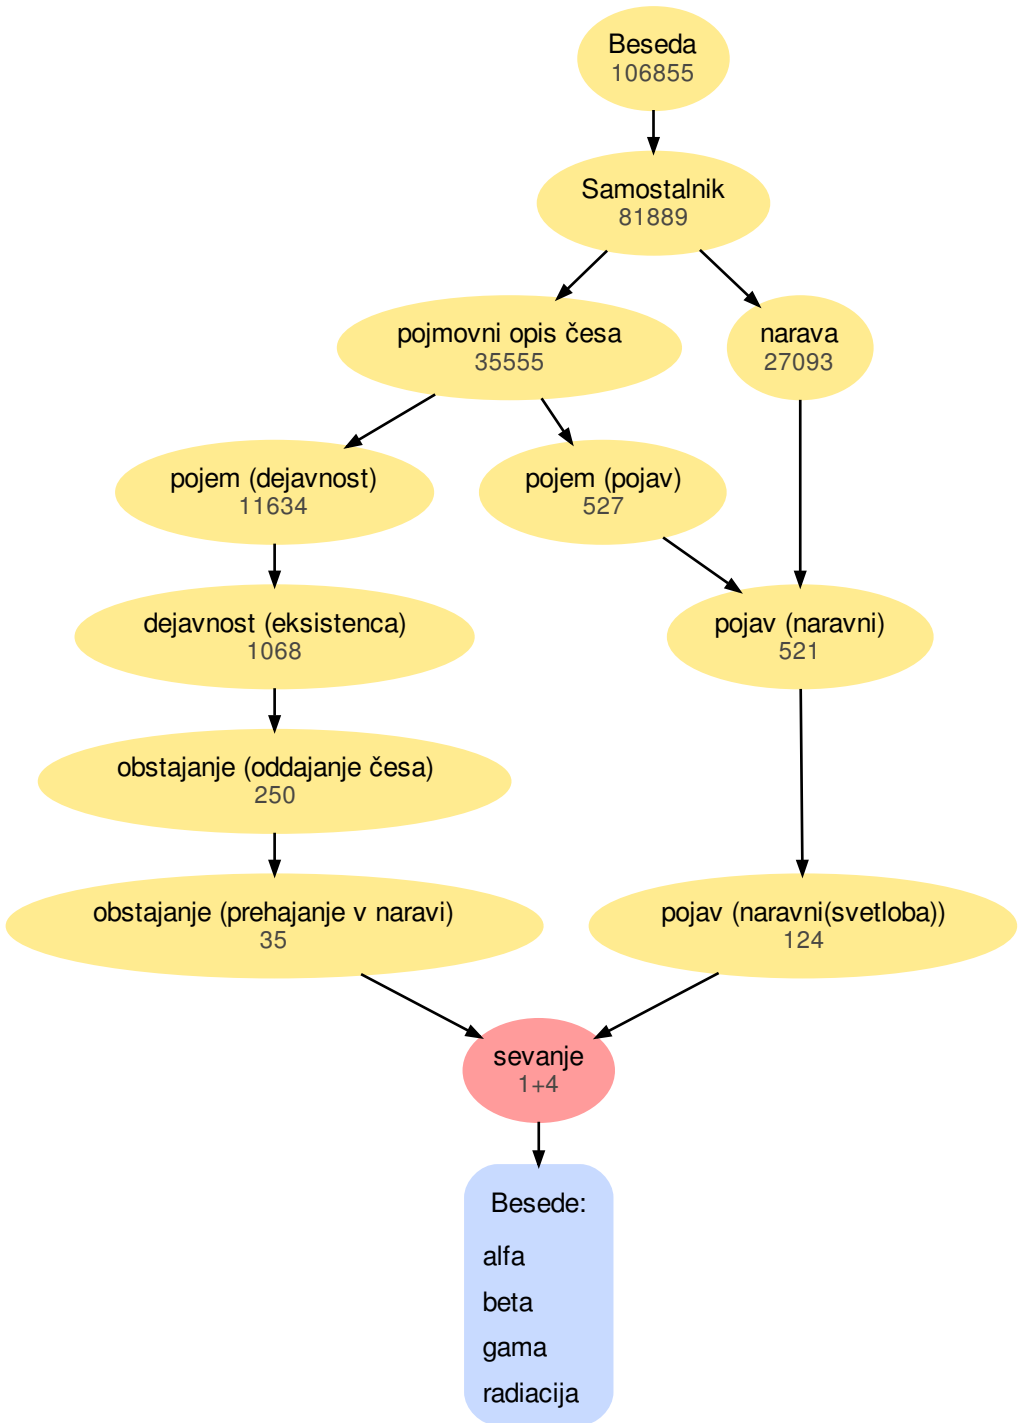 Beseda
106855
Samostalnik
81889
pojmovni opis česa
35555
narava
27093
pojem (dejavnost)
11634
pojem (pojav)
527
dejavnost (eksistenca)
1068
pojav (naravni)
521
obstajanje (oddajanje česa)
250
obstajanje (prehajanje v naravi)
35
pojav (naravni(svetloba))
124
sevanje
1+4
Besede:
alfa
beta
gama
radiacija